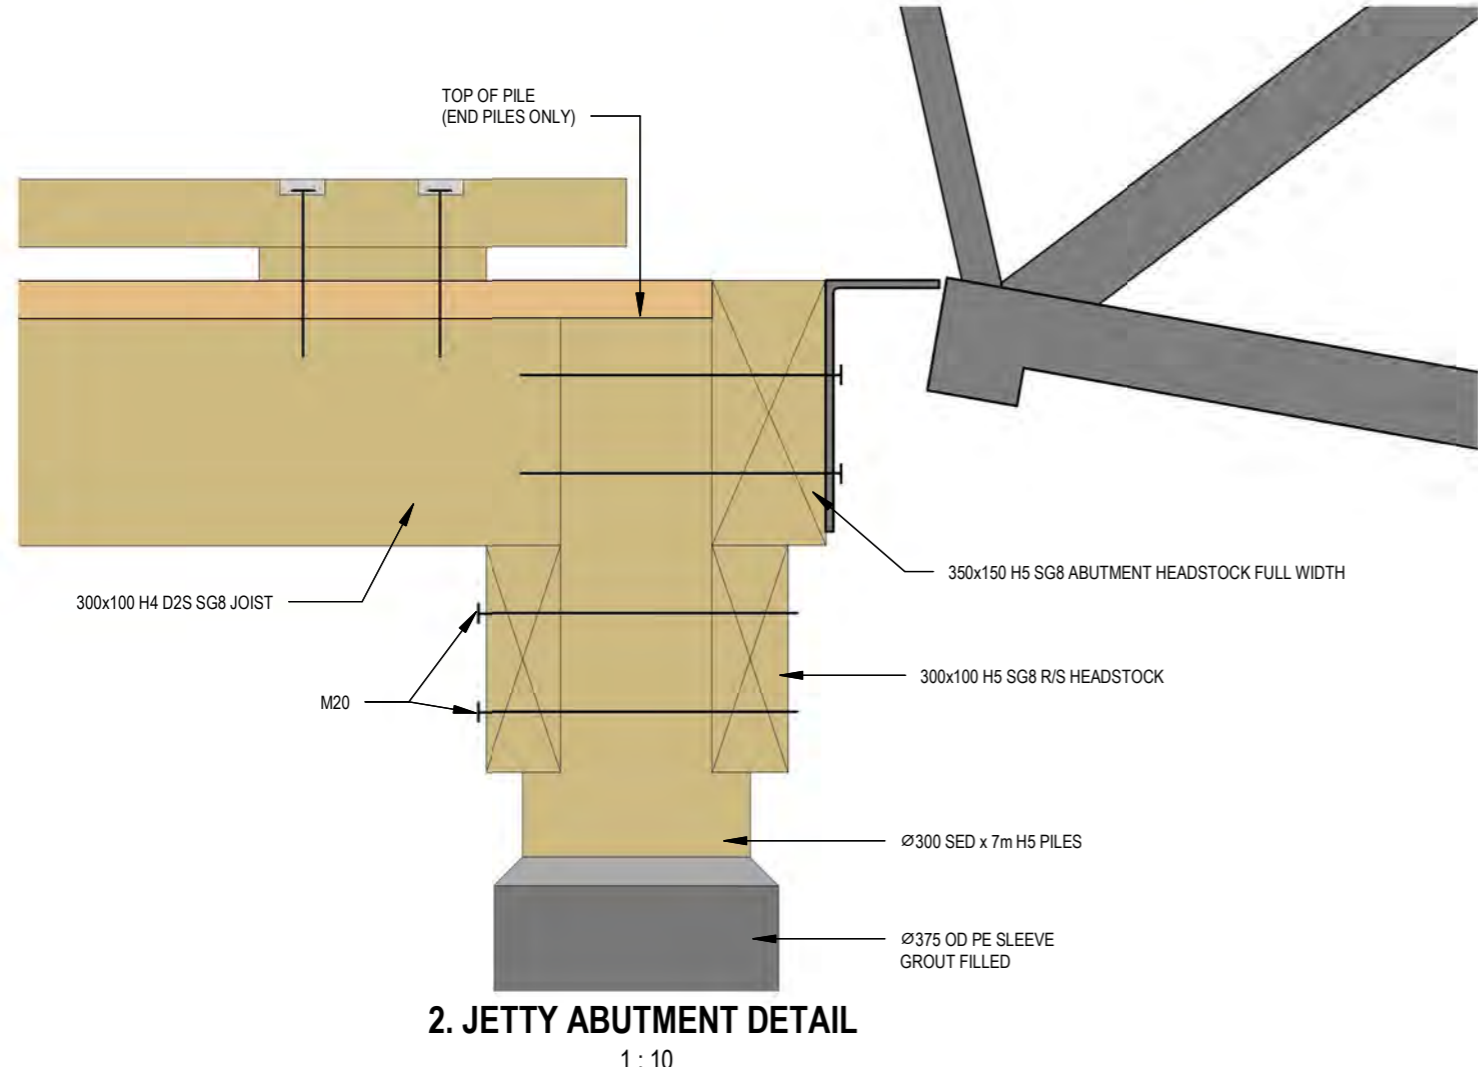 TOP OF PILE
(END PILES ONLY)
350x150 H5 SG8 ABUTMENT HEADSTOCK FULL WIDTH
300x100 H4 D2S SG8 JOIST
300x100 H5 SG8 R/S HEADSTOCK
M20
Ø300 SED x 7m H5 PILES
Ø375 OD PE SLEEVE
GROUT FILLED
2. JETTY ABUTMENT DETAIL
1 : 10